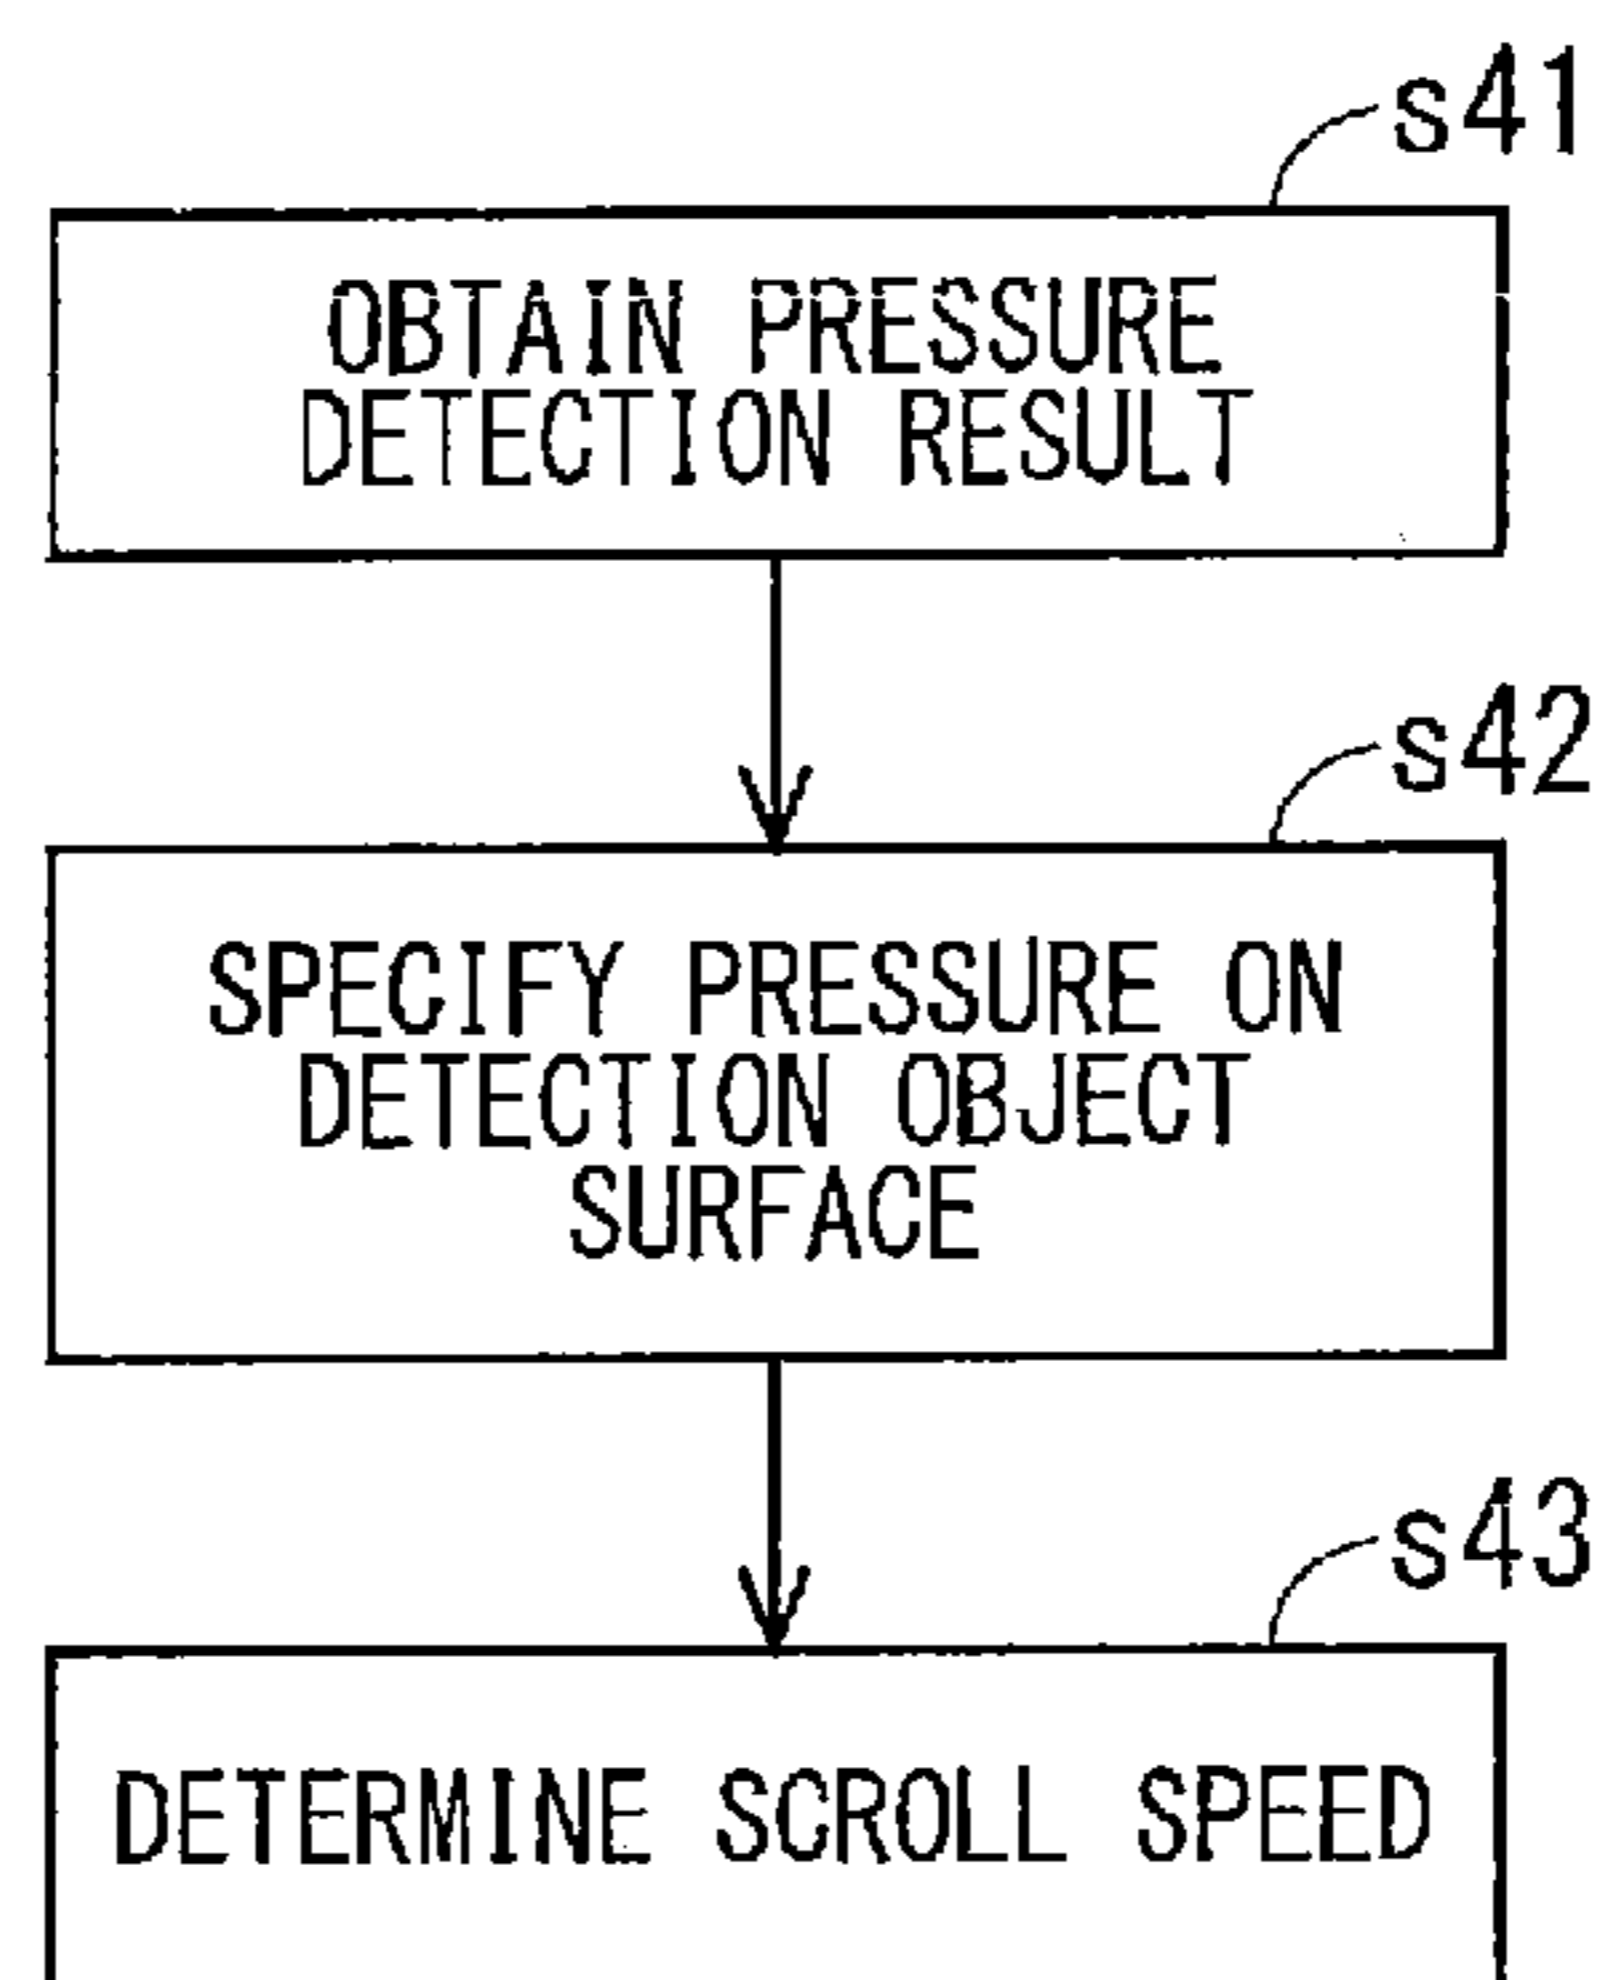 s41
OBTAIN PRESSURE
DETECTION RESULT
s42
SPECIFY PRESSURE ON
DETECTION OBJECT
SURFACE
s43
DETERMINE SCROLL SPEED